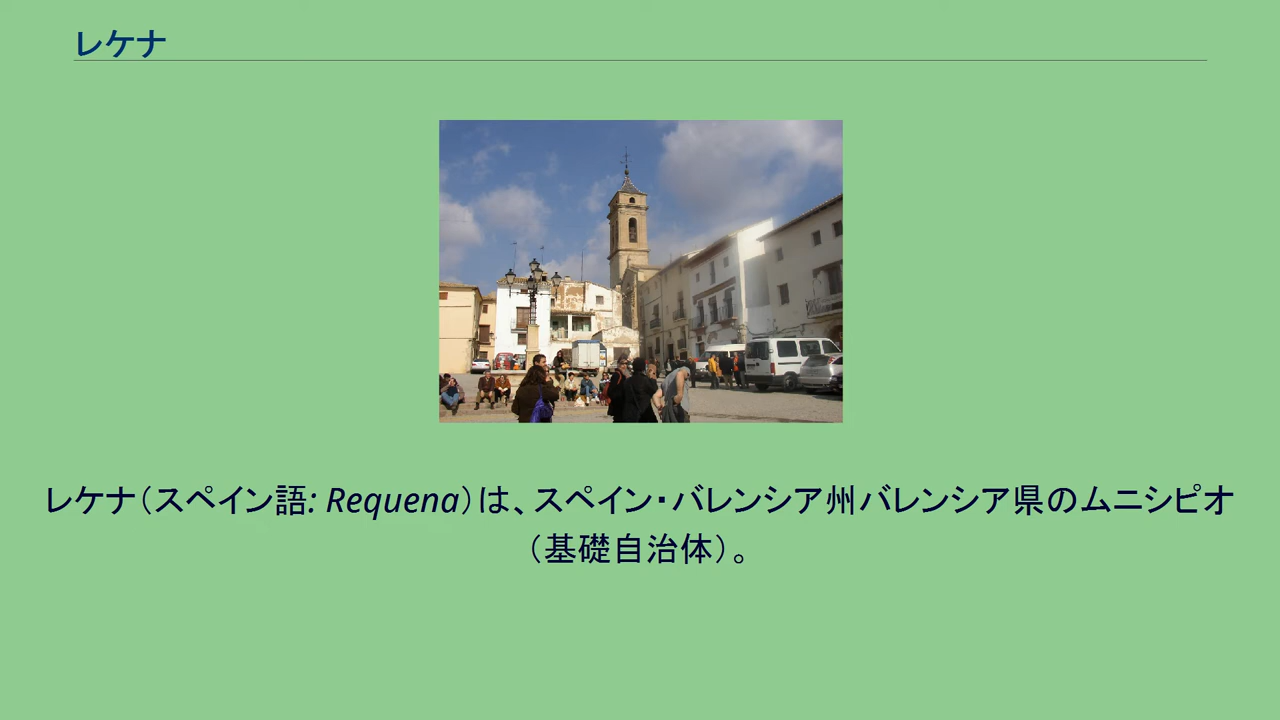 レケナ
レケナ（スペイン語: Requena）は、スペイン・バレンシア州バレンシア県のムニシピオ
（基礎自治体）。